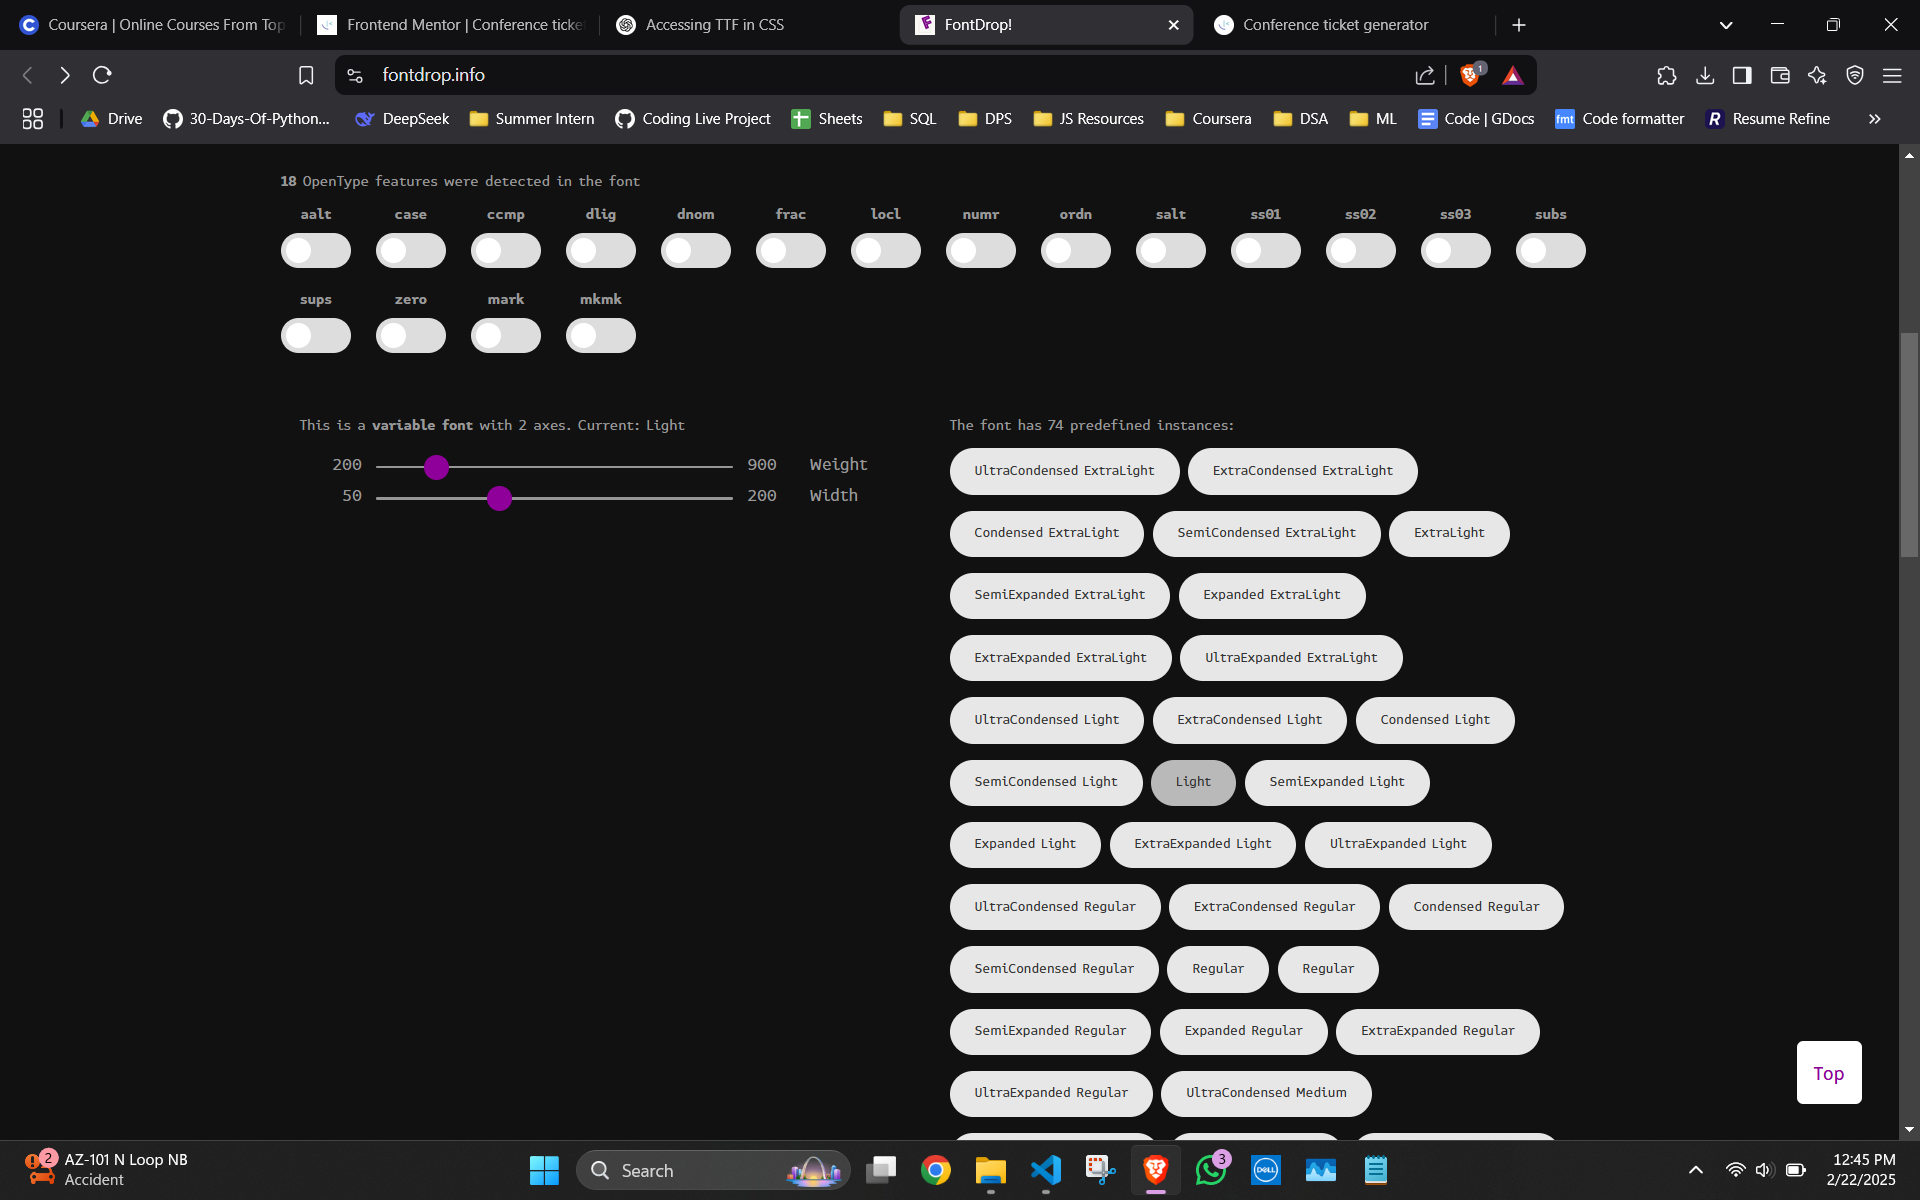 Coursera | Online Courses From Top
Frontend Mentor | Conference ticke
Accessing TTF in CSS
FontDrop!
Conference ticket generator
fontdrop.info
1
Drive
30-Days-Of-Python...
DeepSeek
Summer Intern
Coding Live Project
Sheets
SQL
DPS
JS Resources
Coursera
DSA
ML
Code | GDocs
fmt
Code formatter
R
Resume Refine
18 OpenType features were detected in the font
aalt case ccmp dlig dnom frac locl numr ordn salt ss01 ss02 ss03 subs
sups zero mark mkmk
This is a variable font with 2 axes. Current: Light
200 900 Weight
50 200 Width
The font has 74 predefined instances:
UltraCondensed ExtraLight ExtraCondensed ExtraLight
Condensed ExtraLight SemiCondensed ExtraLight ExtraLight
SemiExpanded ExtraLight Expanded ExtraLight
ExtraExpanded ExtraLight UltraExpanded ExtraLight
UltraCondensed Light ExtraCondensed Light Condensed Light
SemiCondensed Light Light SemiExpanded Light
Expanded Light ExtraExpanded Light UltraExpanded Light
UltraCondensed Regular ExtraCondensed Regular Condensed Regular
SemiCondensed Regular Regular Regular
SemiExpanded Regular Expanded Regular ExtraExpanded Regular
UltraExpanded Regular UltraCondensed Medium
Top
2
AZ-101 N Loop NB
Accident
Search
3
DELL
12:45 PM
2/22/2025